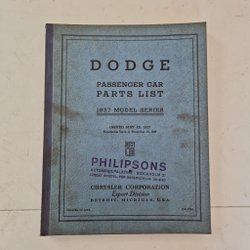 DODGE
PASSENGER CAR
PARTS LIST
1937 MODEL SERIES
PHILIPSONS
CHRYSLER CORPORATION
Export Division
DETROIT, MICHIGAN, U.S.A.